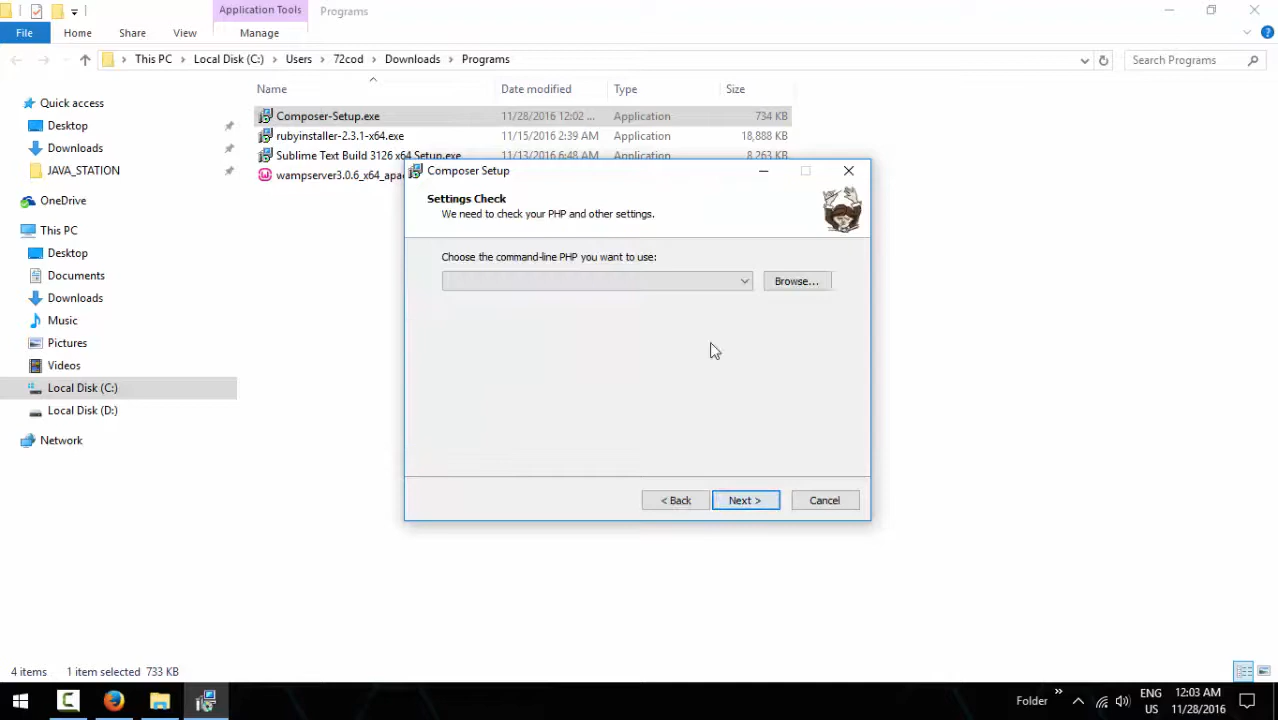 Application Tools
Programs
File
Home
Share
View
Manage
This PC
Local Disk (C:)
Users
72cod
Downloads
Programs
Search Programs
Name
Date modified
Type
Size
Quick access
Desktop
Downloads
JAVA_STATION
OneDrive
This PC
Desktop
Documents
Downloads
Music
Pictures
Videos
Local Disk (C:)
Local Disk (D:)
Network
Composer-Setup.exe 11/28/2016 12:02 ... Application 734 KB
rubyinstaller-2.3.1-x64.exe 11/15/2016 2:39 AM Application 18,888 KB
Sublime Text Build 3126 x64 Setup.exe 11/13/2016 6:48 AM Application 8,263 KB
wampserver3.0.6_x64_apa
Composer Setup
Settings Check
We need to check your PHP and other settings.
Choose the command-line PHP you want to use:
Browse...
< Back
Next >
Cancel
4 items 1 item selected 733 KB
Folder
ENG
US
12:03 AM
11/28/2016